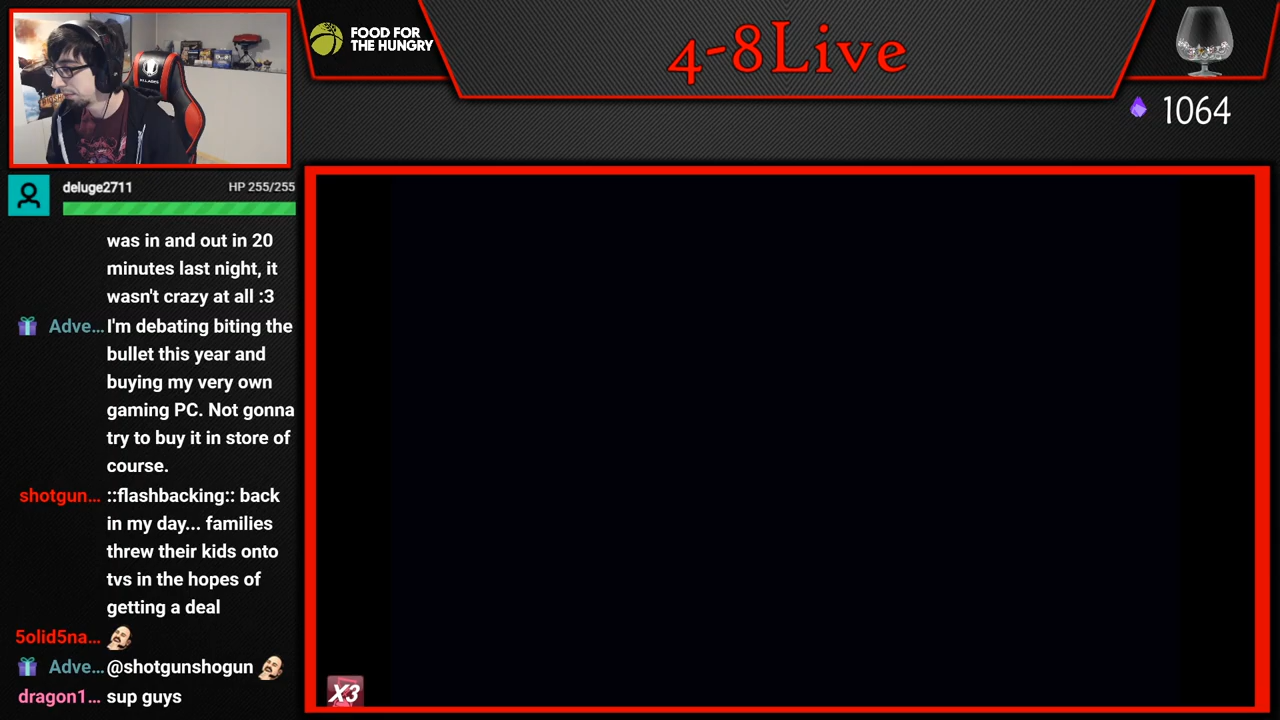 FOOD FOR
THE HUNGRY
4-8Live
1064
deluge2711
HP 255/255
was in and out in 20
minutes last night, it
wasn't crazy at all :3
Adve... I'm debating biting the
bullet this year and
buying my very own
gaming PC. Not gonna
try to buy it in store of
course.
shotgun... ::flashbacking:: back
in my day... families
threw their kids onto
tvs in the hopes of
getting a deal
5olid5na...
Adve... @shotgunshogun
dragon1... sup guys
X3